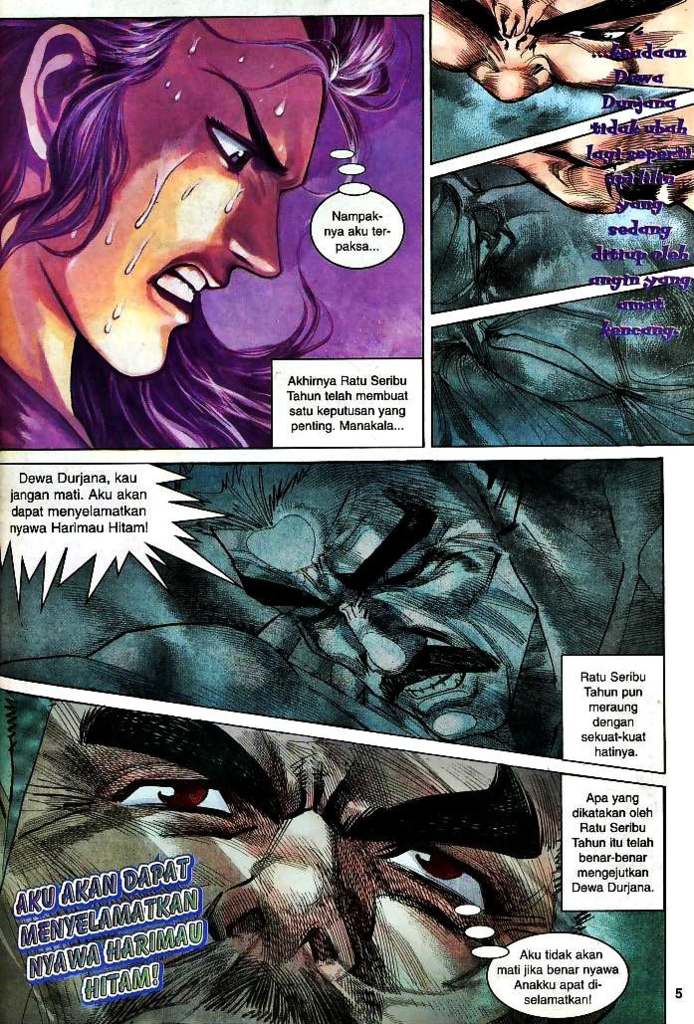 Nampak-
nya aku ter-
paksa...
Akhirnya Ratu Seribu
Tahun telah membuat
satu keputusan yang
penting. Manakala...
...keadaan
Dewa
Durjana
tidak ubah
lagi seperti
api lilin
yang
sedang
ditiup oleh
angin yang
amat
kencang.
Dewa Durjana, kau
jangan mati. Aku akan
dapat menyelamatkan
nyawa Harimau Hitam!
Ratu Seribu
Tahun pun
meraung
dengan
sekuat-kuat
hatinya.
Apa yang
dikatakan oleh
Ratu Seribu
Tahun itu telah
benar-benar
mengejutkan
Dewa Durjana.
AKU AKAN DAPAT
MENYELAMATKAN
NYAWA HARIMAU
HITAM!
Aku tidak akan
mati jika benar nyawa
Anakku apat di-
selamatkan!
5